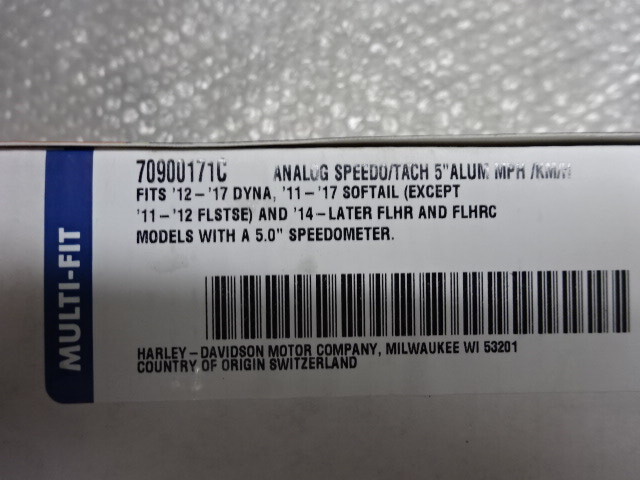 MULTI-FIT
70900171C ANALOG SPEEDO/TACH 5"ALUM MPH /KM/H
FITS '12-'17 DYNA, '11-'17 SOFTAIL (EXCEPT
'11-'12 FLSTSE) AND '14-LATER FLHR AND FLHRC
MODELS WITH A 5.0" SPEEDOMETER.
HARLEY-DAVIDSON MOTOR COMPANY, MILWAUKEE WI 53201
COUNTRY OF ORIGIN SWITZERLAND